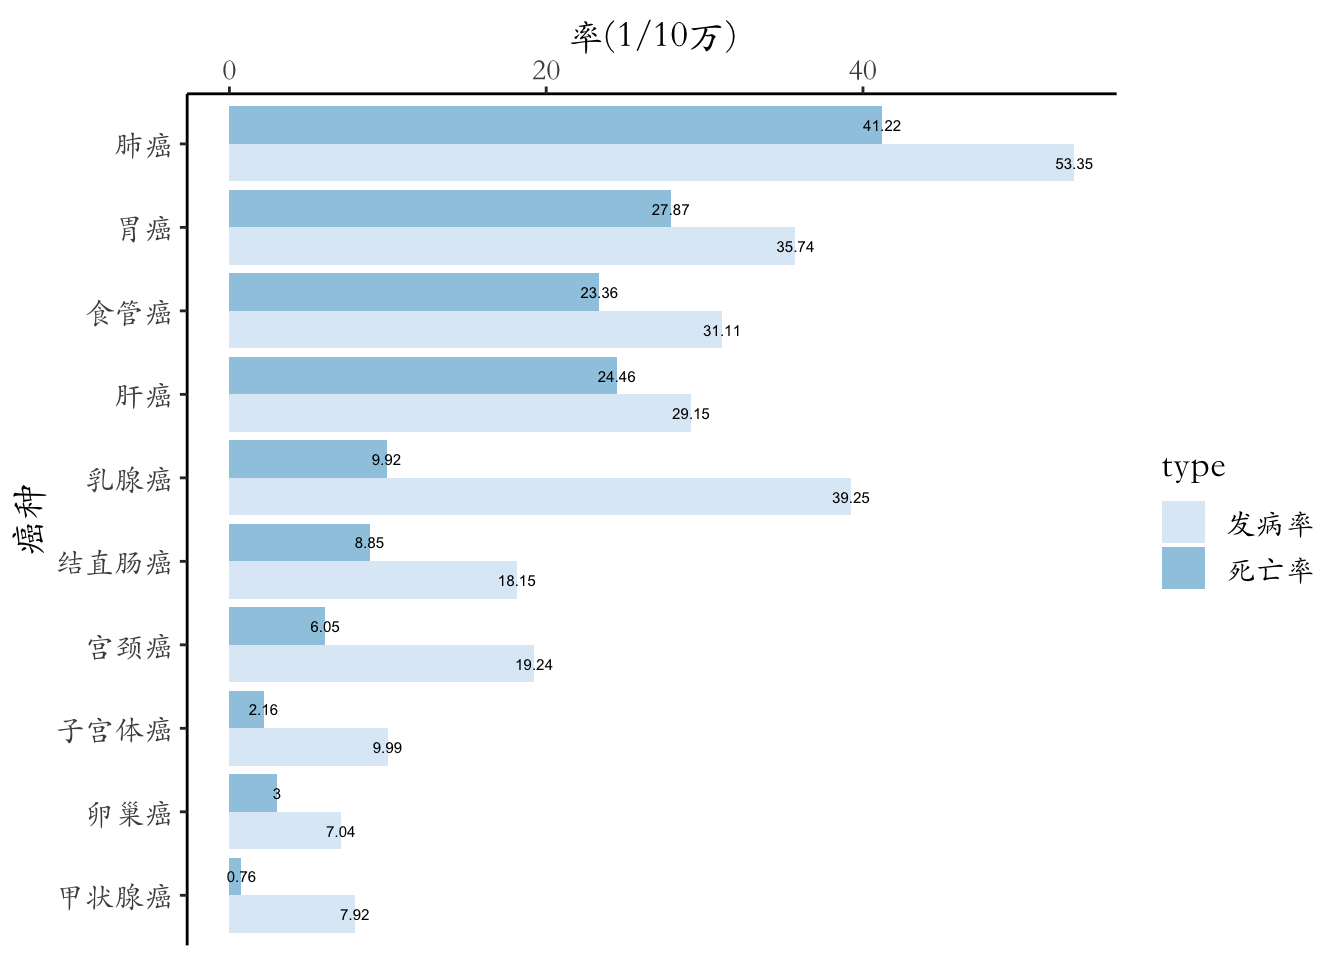 率(1/10万)
0 20 40
肺癌 41.22
53.35
胃癌 27.87
35.74
食管癌 23.36
31.11
肝癌 24.46
29.15
乳腺癌 9.92
39.25
结直肠癌 8.85
18.15
宫颈癌 6.05
19.24
子宫体癌 2.16
9.99
卵巢癌 3
7.04
甲状腺癌 0.76
7.92
癌种
type
发病率
死亡率